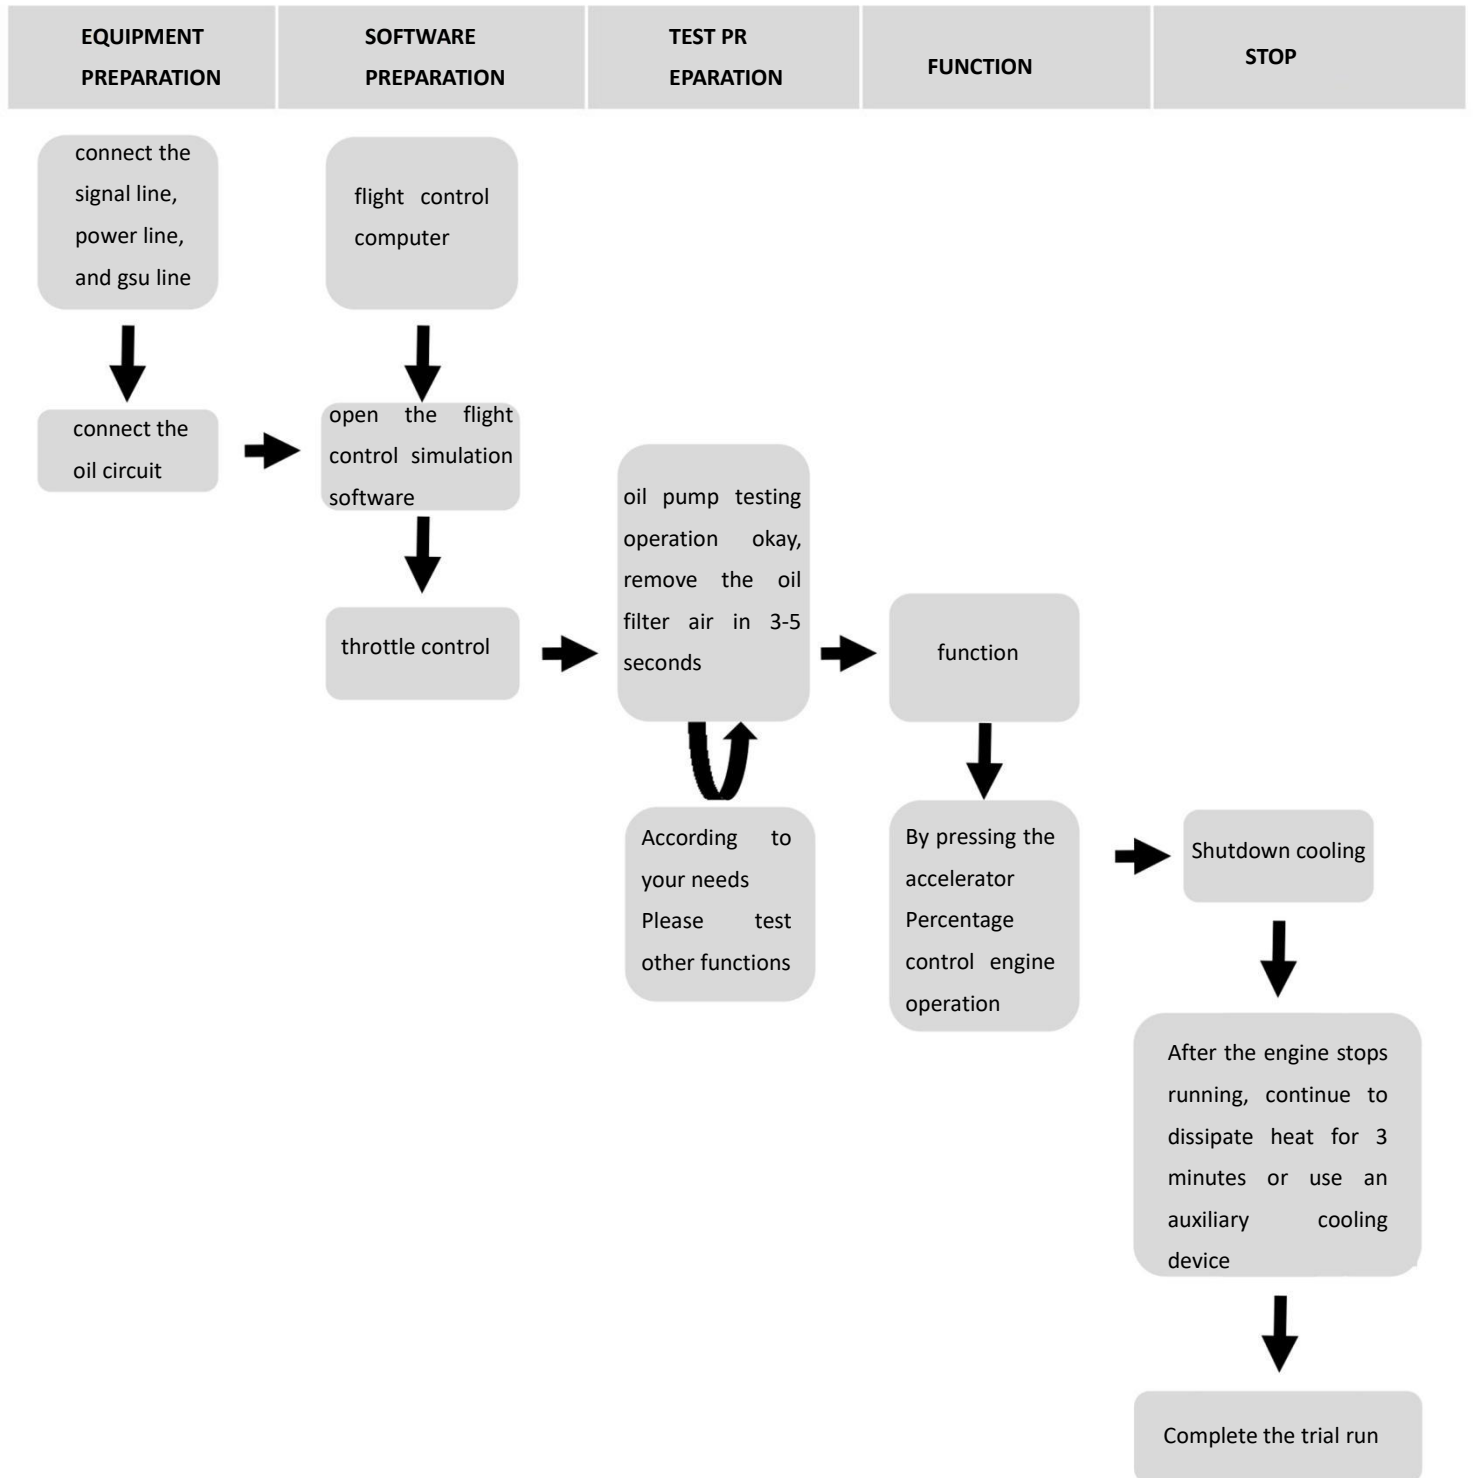 EQUIPMENT
PREPARATION
SOFTWARE
PREPARATION
TEST PR
EPARATION
FUNCTION
STOP
connect the
signal line,
power line,
and gsu line
connect the
oil circuit
flight control
computer
open the flight
control simulation
software
throttle control
oil pump testing
operation okay,
remove the oil
filter air in 3-5
seconds
According to
your needs
Please test
other functions
function
By pressing the
accelerator
Percentage
control engine
operation
Shutdown cooling
After the engine stops
running, continue to
dissipate heat for 3
minutes or use an
auxiliary cooling
device
Complete the trial run